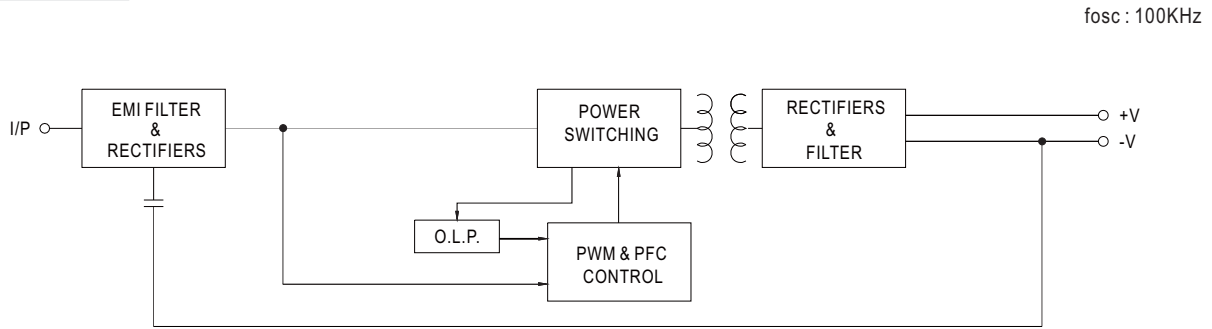 fosc : 100KHz
EMI FILTER
&
RECTIFIERS
I/P
POWER
SWITCHING
RECTIFIERS
&
FILTER
+V
-V
O.L.P.
PWM & PFC
CONTROL